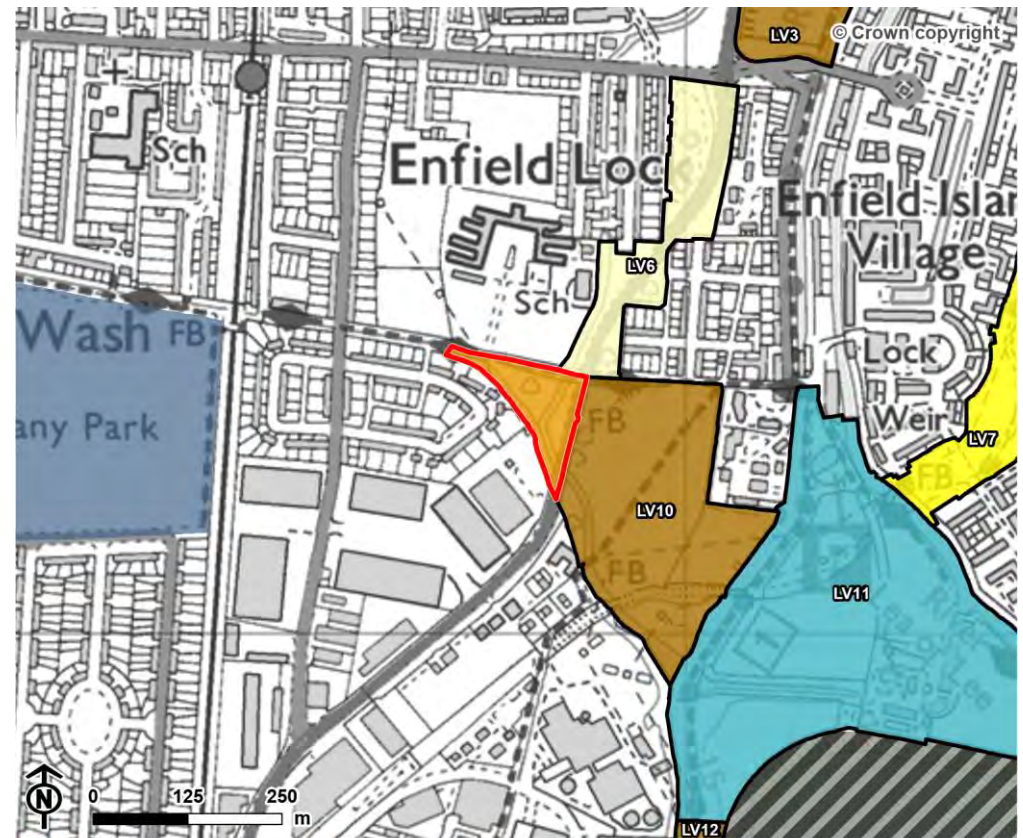 LV3
© Crown copyright
Sch
Enfield Loc
Enfield Islan
Village
LV6
Sch
Wash FB
Lock
any Park
Weir
FB
LV7
FB
LV10
FB
LV11
N
0 125 250
m
LV12